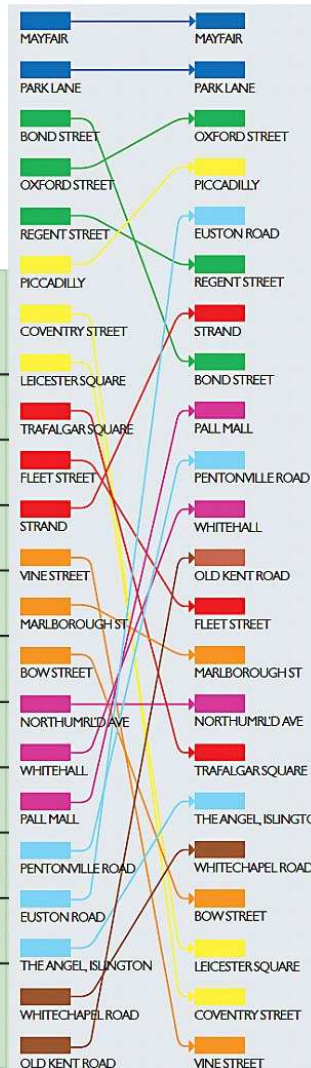 MAYFAIR
PARK LANE
BOND STREET
OXFORD STREET
REGENT STREET
PICCADILLY
COVENTRY STREET
LEICESTER SQUARE
TRAFALGAR SQUARE
FLEET STREET
STRAND
VINE STREET
MARLBOROUGH ST
BOW STREET
NORTHUMRL'D AVE
WHITEHALL
PALL MALL
PENTONVILLE ROAD
EUSTON ROAD
THE ANGEL, ISLINGTON
WHITECHAPEL ROAD
OLD KENT ROAD
MAYFAIR
PARK LANE
OXFORD STREET
PICCADILLY
EUSTON ROAD
REGENT STREET
STRAND
BOND STREET
PALL MALL
PENTONVILLE ROAD
WHITEHALL
OLD KENT ROAD
FLEET STREET
MARLBOROUGH ST
NORTHUMRL'D AVE
TRAFALGAR SQUARE
THE ANGEL, ISLINGTO
WHITECHAPEL ROAD
BOW STREET
LEICESTER SQUARE
COVENTRY STREET
VINE STREET